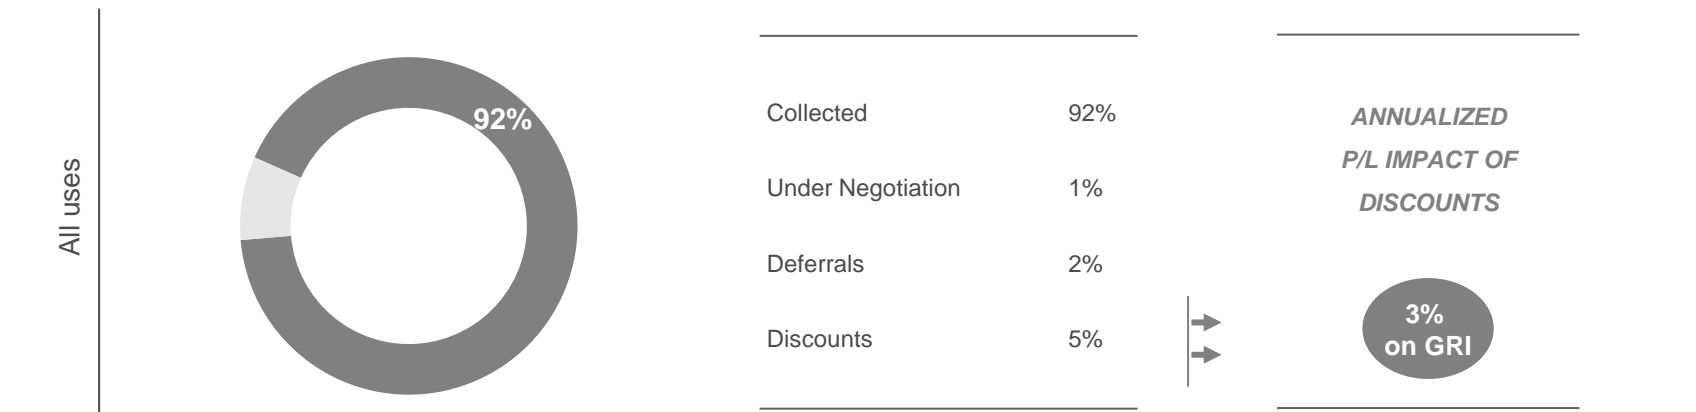 All uses
92%
Collected 92%
Under Negotiation 1%
Deferrals 2%
Discounts 5%
ANNUALIZED
P/L IMPACT OF
DISCOUNTS
3%
on GRI